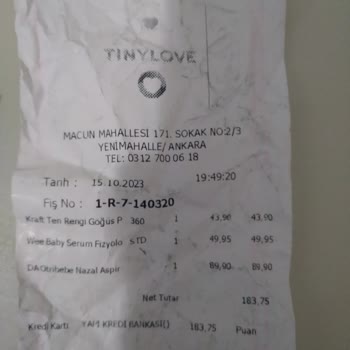 TINYLOVE
MACUN MAHALLESİ 171. SOKAK NO:2/3
YENİMAHALLE/ ANKARA
TEL: 0312 700 06 18
Tarih : 15.10.2023 19:49:20
Fiş No : 1-R-7-140320
Kraft Ten Rengi Göğüs P 360 1 43,90 43,90
Wee Baby Serum Fizyolo STD 1 49,95 49,95
Otribebe Nazal Aspir 1 89,90 89,90
Net Tutar 183,75
Kredi Kartı YAPI KREDİ BANKASI() 183,75 Puan